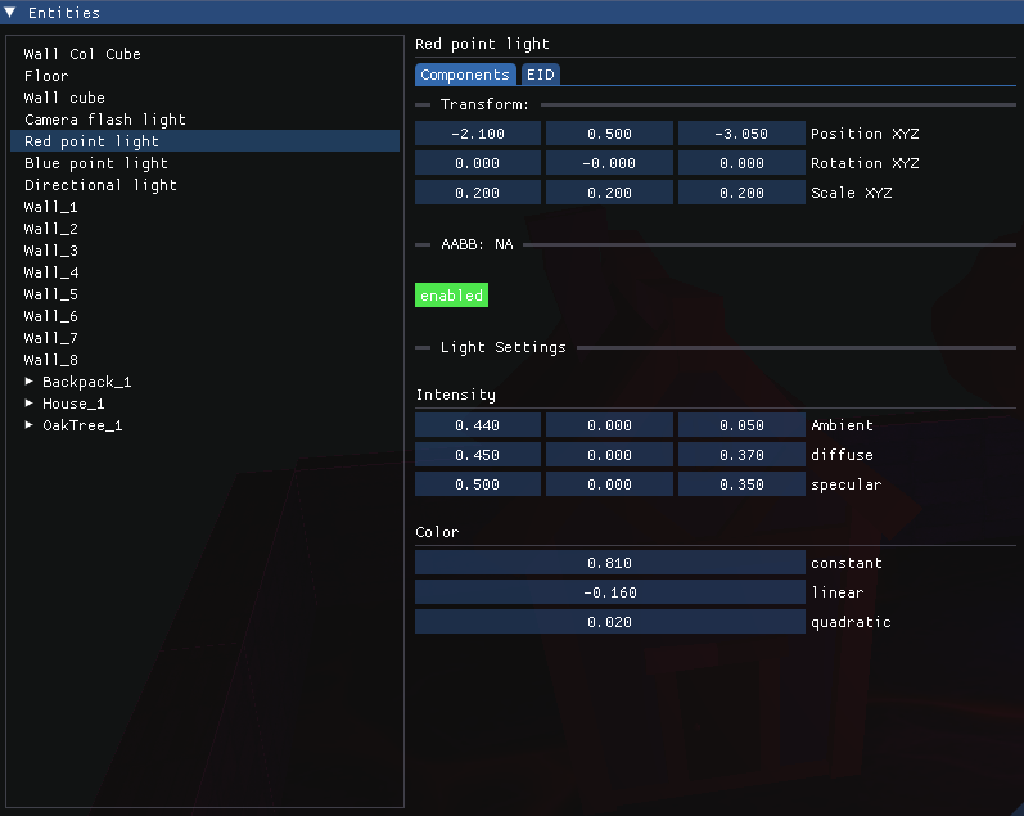 Entities
Wall Col Cube
Floor
Wall cube
Camera flash light
Red point light
Blue point light
Directional light
Wall_1
Wall_2
Wall_3
Wall_4
Wall_5
Wall_6
Wall_7
Wall_8
Backpack_1
House_1
OakTree_1
Red point light
Components EID
Transform:
-2.100 0.500 -3.050 Position XYZ
0.000 -0.000 0.000 Rotation XYZ
0.200 0.200 0.200 Scale XYZ
AABB: NA
enabled
Light Settings
Intensity
0.440 0.000 0.050 Ambient
0.450 0.000 0.370 diffuse
0.500 0.000 0.350 specular
Color
0.810 constant
-0.160 linear
0.020 quadratic